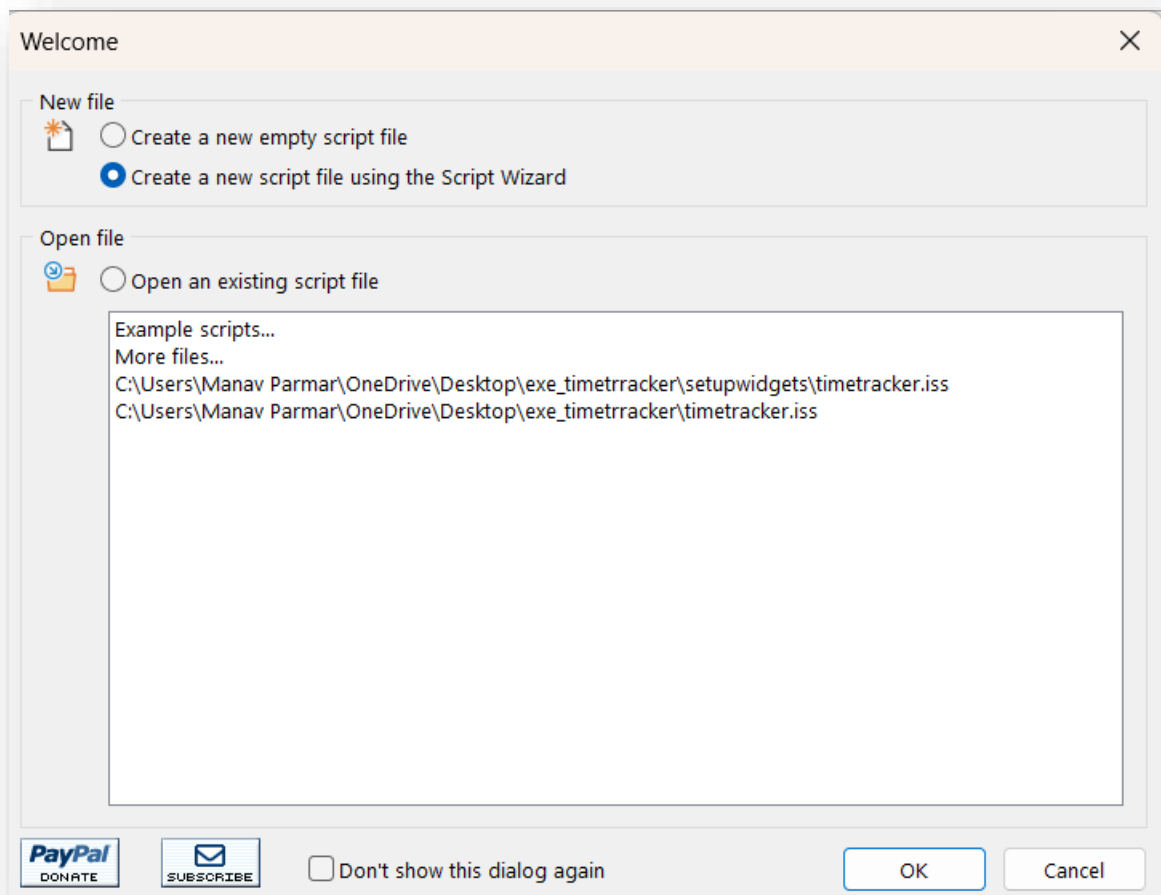 Welcome
New file
Create a new empty script file
Create a new script file using the Script Wizard
Open file
Open an existing script file
Example scripts...
More files...
C:\Users\Manav Parmar\OneDrive\Desktop\exe_timetrracker\setupwidgets\timetracker.iss
C:\Users\Manav Parmar\OneDrive\Desktop\exe_timetrracker\timetracker.iss
PayPal
DONATE
SUBSCRIBE
Don't show this dialog again
OK
Cancel